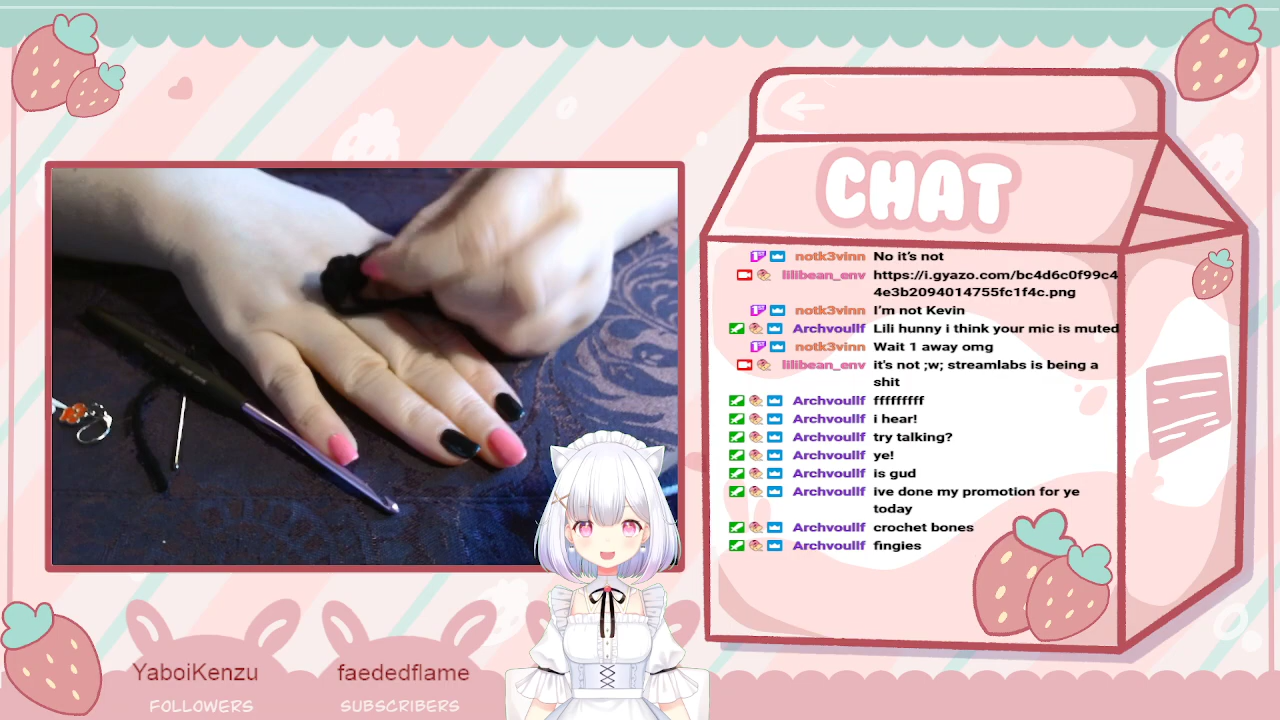 CHAT
notk3vinn No it's not
lilibean_env https://i.gyazo.com/bc4d6c0f99c4
4e3b2094014755fc1f4c.png
notk3vinn I'm not Kevin
Archvoullf Lili hunny i think your mic is muted
notk3vinn Wait 1 away omg
lilibean_env it's not ;w; streamlabs is being a
shit
Archvoullf fffffffff
Archvoullf i hear!
Archvoullf try talking?
Archvoullf ye!
Archvoullf is gud
Archvoullf ive done my promotion for ye
today
Archvoullf crochet bones
Archvoullf fingies
YaboiKenzu faededflame
FOLLOWERS SUBSCRIBERS